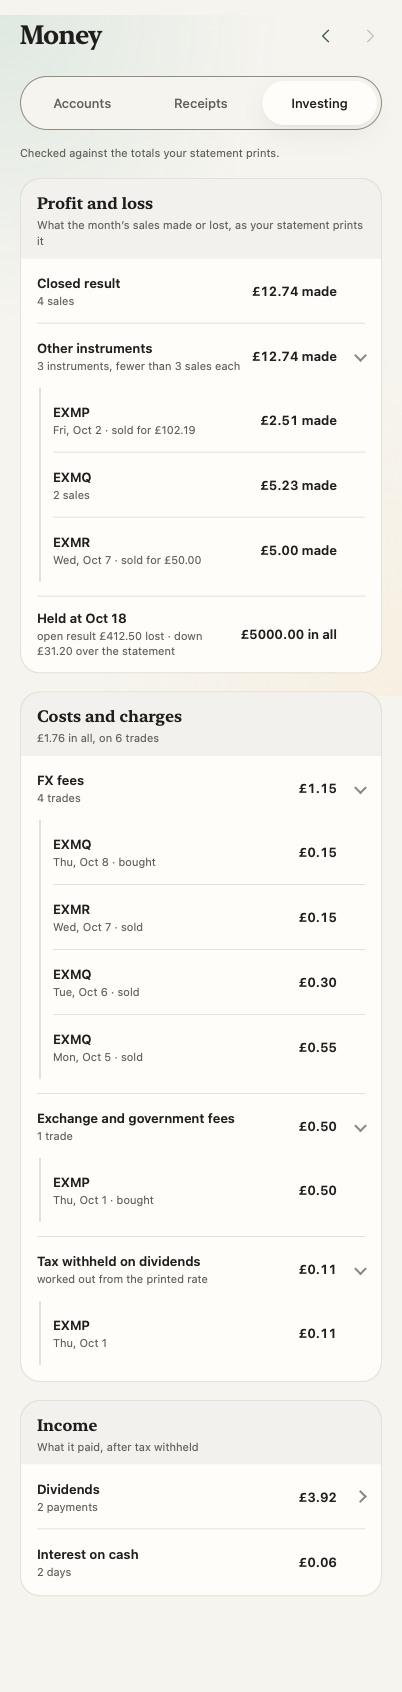 Money
Accounts
Receipts
Investing
Checked against the totals your statement prints.
Profit and loss
What the month's sales made or lost, as your statement prints
it
Closed result
4 sales
£12.74 made
Other instruments
3 instruments, fewer than 3 sales each
£12.74 made
EXMP
Fri, Oct 2 · sold for £102.19
£2.51 made
EXMQ
2 sales
£5.23 made
EXMR
Wed, Oct 7 · sold for £50.00
£5.00 made
Held at Oct 18
open result £412.50 lost · down
£31.20 over the statement
£5000.00 in all
Costs and charges
£1.76 in all, on 6 trades
FX fees
4 trades
£1.15
EXMQ
Thu, Oct 8 · bought
£0.15
EXMR
Wed, Oct 7 · sold
£0.15
EXMQ
Tue, Oct 6 · sold
£0.30
EXMQ
Mon, Oct 5 · sold
£0.55
Exchange and government fees
1 trade
£0.50
EXMP
Thu, Oct 1 · bought
£0.50
Tax withheld on dividends
worked out from the printed rate
£0.11
EXMP
Thu, Oct 1
£0.11
Income
What it paid, after tax withheld
Dividends
2 payments
£3.92
Interest on cash
2 days
£0.06